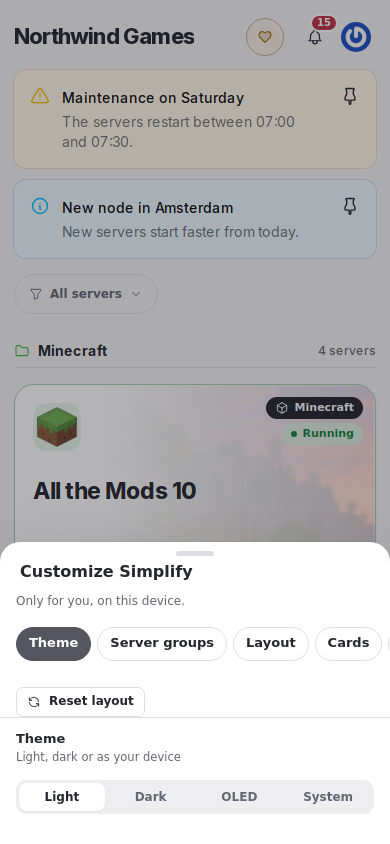 Northwind Games
15
Maintenance on Saturday
The servers restart between 07:00
and 07:30.
New node in Amsterdam
New servers start faster from today.
All servers
Minecraft
4 servers
Minecraft
Running
All the Mods 10
Customize Simplify
Only for you, on this device.
Theme
Server groups
Layout
Cards
Reset layout
Theme
Light, dark or as your device
Light
Dark
OLED
System